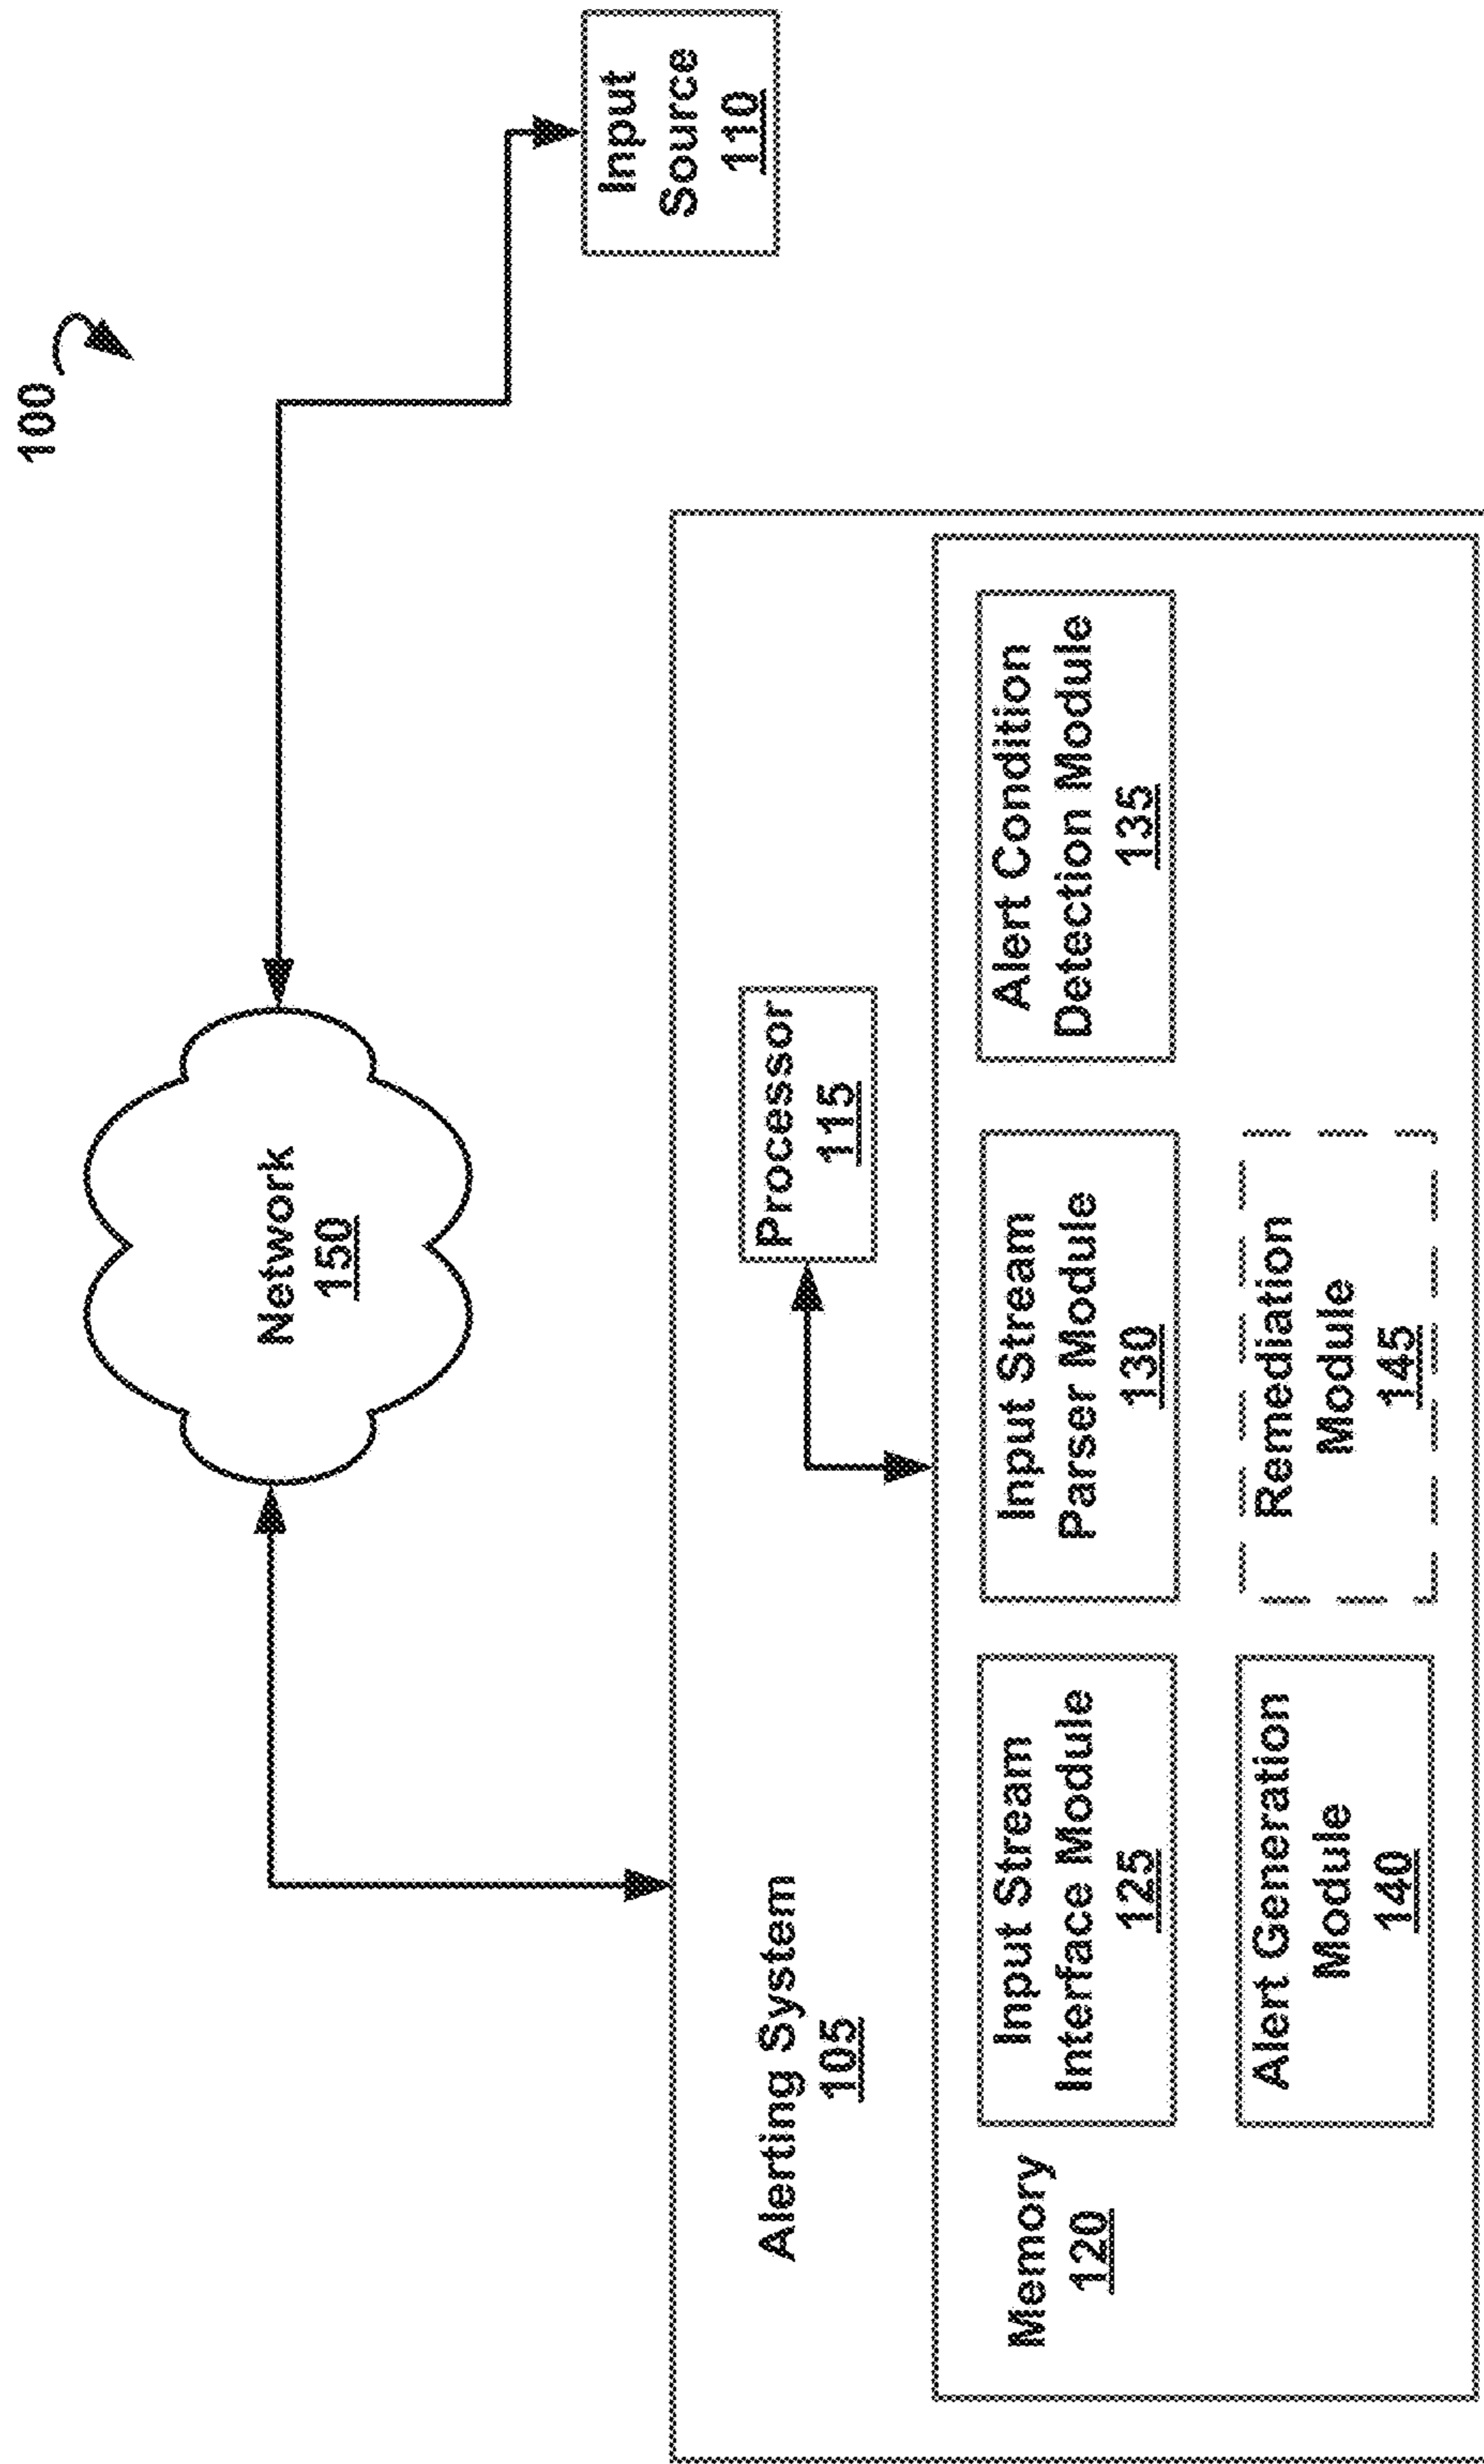 100
Network
150
Input
Source
110
Alerting System
105
Processor
115
Memory
120
Input Stream
Interface Module
125
Input Stream
Parser Module
130
Alert Condition
Detection Module
135
Alert Generation
Module
140
Remediation
Module
145